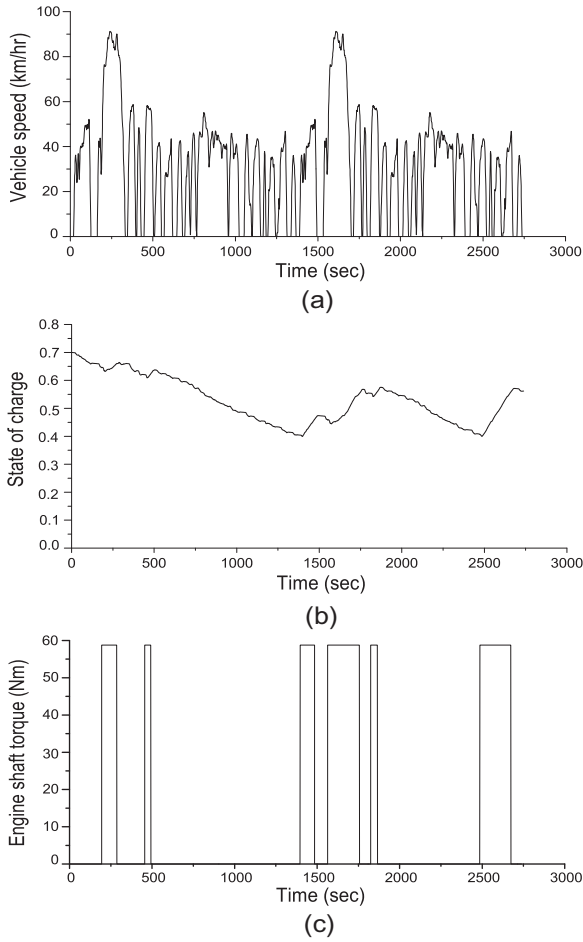 100
80
60
40
20
0
Vehicle speed (km/hr)
0 500 1000 1500 2000 2500 3000
Time (sec)
(a)
0.8
0.7
0.6
0.5
0.4
0.3
0.2
0.1
0.0
State of charge
0 500 1000 1500 2000 2500 3000
Time (sec)
(b)
60
50
40
30
20
10
0
Engine shaft torque (Nm)
0 500 1000 1500 2000 2500 3000
Time (sec)
(c)